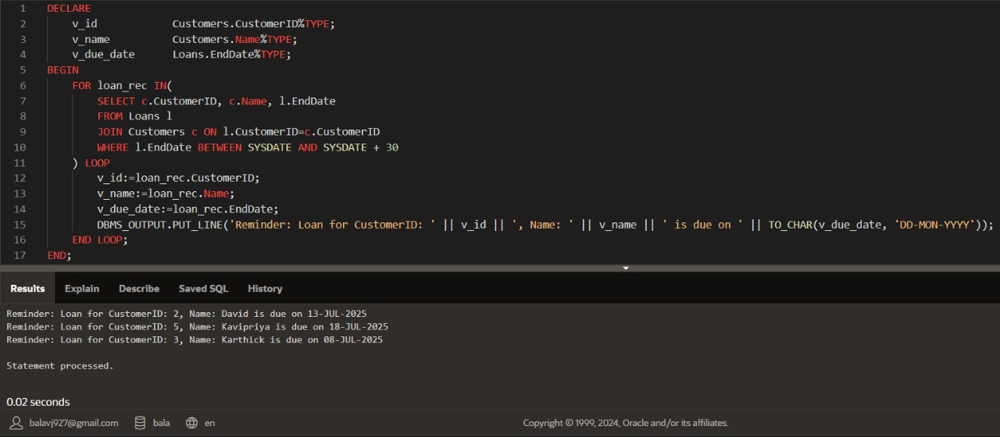 1 DECLARE
2 v_id Customers.CustomerID%TYPE;
3 v_name Customers.Name%TYPE;
4 v_due_date Loans.EndDate%TYPE;
5 BEGIN
6 FOR loan_rec IN(
7 SELECT c.CustomerID, c.Name, l.EndDate
8 FROM Loans l
9 JOIN Customers c ON l.CustomerID=c.CustomerID
10 WHERE l.EndDate BETWEEN SYSDATE AND SYSDATE + 30
11 ) LOOP
12 v_id:=loan_rec.CustomerID;
13 v_name:=loan_rec.Name;
14 v_due_date:=loan_rec.EndDate;
15 DBMS_OUTPUT.PUT_LINE('Reminder: Loan for CustomerID: ' || v_id || ', Name: ' || v_name || ' is due on ' || TO_CHAR(v_due_date, 'DD-MON-YYYY'));
16 END LOOP;
17 END;
Results Explain Describe Saved SQL History
Reminder: Loan for CustomerID: 2, Name: David is due on 13-JUL-2025
Reminder: Loan for CustomerID: 5, Name: Kavipriya is due on 18-JUL-2025
Reminder: Loan for CustomerID: 3, Name: Karthick is due on 08-JUL-2025
Statement processed.
0.02 seconds
balavj927@gmail.com bala en Copyright © 1999, 2024, Oracle and/or its affiliates.